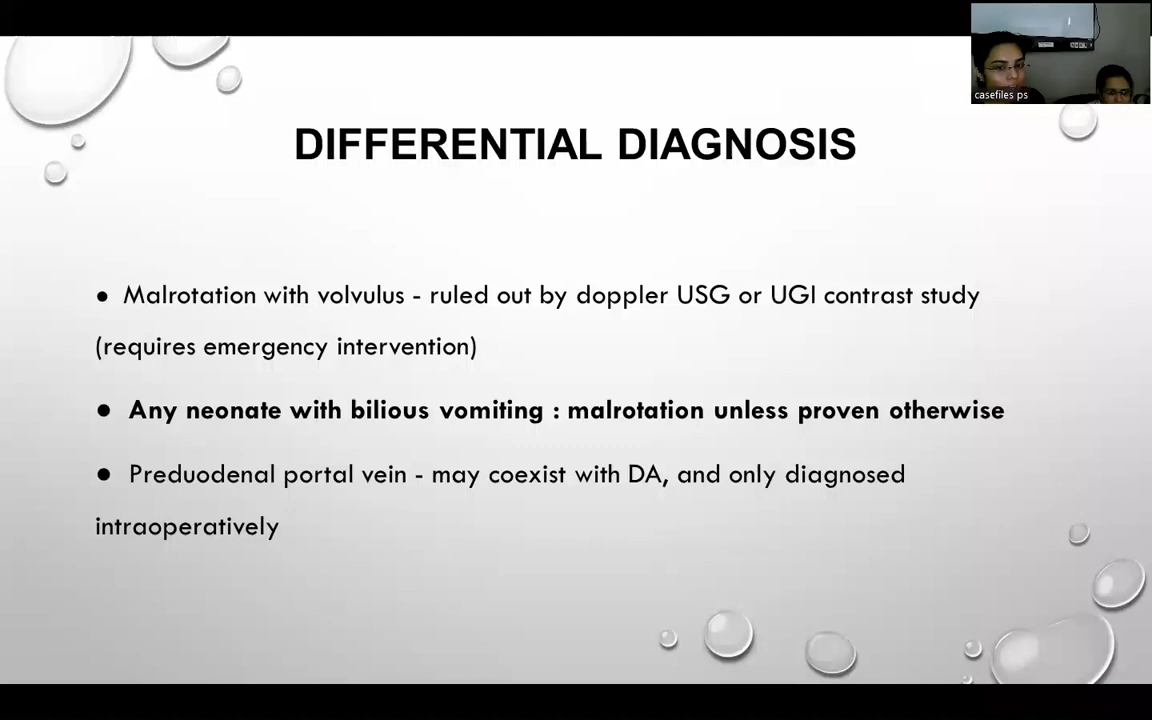 casefiles ps
DIFFERENTIAL DIAGNOSIS
● Malrotation with volvulus - ruled out by doppler USG or UGI contrast study
(requires emergency intervention)
● Any neonate with bilious vomiting : malrotation unless proven otherwise
● Preduodenal portal vein - may coexist with DA, and only diagnosed
intraoperatively